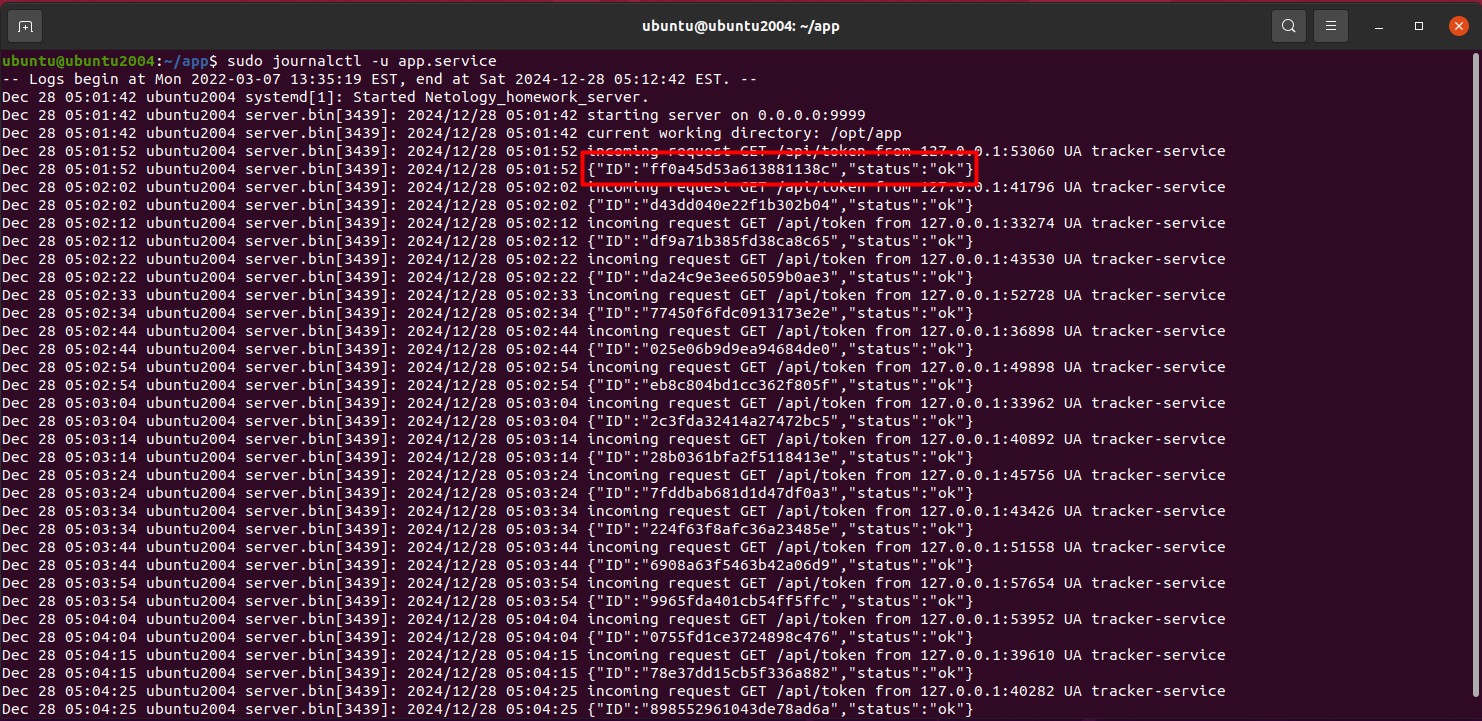 ubuntu@ubuntu2004: ~/app
ubuntu@ubuntu2004:~/app$ sudo journalctl -u app.service
-- Logs begin at Mon 2022-03-07 13:35:19 EST, end at Sat 2024-12-28 05:12:42 EST. --
Dec 28 05:01:42 ubuntu2004 systemd[1]: Started Netology_homework_server.
Dec 28 05:01:42 ubuntu2004 server.bin[3439]: 2024/12/28 05:01:42 starting server on 0.0.0.0:9999
Dec 28 05:01:42 ubuntu2004 server.bin[3439]: 2024/12/28 05:01:42 current working directory: /opt/app
Dec 28 05:01:52 ubuntu2004 server.bin[3439]: 2024/12/28 05:01:52 incoming request GET /api/token from 127.0.0.1:53060 UA tracker-service
Dec 28 05:01:52 ubuntu2004 server.bin[3439]: 2024/12/28 05:01:52 {"ID":"ff0a45d53a613881138c","status":"ok"}
Dec 28 05:02:02 ubuntu2004 server.bin[3439]: 2024/12/28 05:02:02 incoming request GET /api/token from 127.0.0.1:41796 UA tracker-service
Dec 28 05:02:02 ubuntu2004 server.bin[3439]: 2024/12/28 05:02:02 {"ID":"d43dd040e22f1b302b04","status":"ok"}
Dec 28 05:02:12 ubuntu2004 server.bin[3439]: 2024/12/28 05:02:12 incoming request GET /api/token from 127.0.0.1:33274 UA tracker-service
Dec 28 05:02:12 ubuntu2004 server.bin[3439]: 2024/12/28 05:02:12 {"ID":"df9a71b385fd38ca8c65","status":"ok"}
Dec 28 05:02:22 ubuntu2004 server.bin[3439]: 2024/12/28 05:02:22 incoming request GET /api/token from 127.0.0.1:43530 UA tracker-service
Dec 28 05:02:22 ubuntu2004 server.bin[3439]: 2024/12/28 05:02:22 {"ID":"da24c9e3ee65059b0ae3","status":"ok"}
Dec 28 05:02:33 ubuntu2004 server.bin[3439]: 2024/12/28 05:02:33 incoming request GET /api/token from 127.0.0.1:52728 UA tracker-service
Dec 28 05:02:34 ubuntu2004 server.bin[3439]: 2024/12/28 05:02:34 {"ID":"77450f6fdc0913173e2e","status":"ok"}
Dec 28 05:02:44 ubuntu2004 server.bin[3439]: 2024/12/28 05:02:44 incoming request GET /api/token from 127.0.0.1:36898 UA tracker-service
Dec 28 05:02:44 ubuntu2004 server.bin[3439]: 2024/12/28 05:02:44 {"ID":"025e06b9d9ea94684de0","status":"ok"}
Dec 28 05:02:54 ubuntu2004 server.bin[3439]: 2024/12/28 05:02:54 incoming request GET /api/token from 127.0.0.1:49898 UA tracker-service
Dec 28 05:02:54 ubuntu2004 server.bin[3439]: 2024/12/28 05:02:54 {"ID":"eb8c804bd1cc362f805f","status":"ok"}
Dec 28 05:03:04 ubuntu2004 server.bin[3439]: 2024/12/28 05:03:04 incoming request GET /api/token from 127.0.0.1:33962 UA tracker-service
Dec 28 05:03:04 ubuntu2004 server.bin[3439]: 2024/12/28 05:03:04 {"ID":"2c3fda32414a27472bc5","status":"ok"}
Dec 28 05:03:14 ubuntu2004 server.bin[3439]: 2024/12/28 05:03:14 incoming request GET /api/token from 127.0.0.1:40892 UA tracker-service
Dec 28 05:03:14 ubuntu2004 server.bin[3439]: 2024/12/28 05:03:14 {"ID":"28b0361bfa2f5118413e","status":"ok"}
Dec 28 05:03:24 ubuntu2004 server.bin[3439]: 2024/12/28 05:03:24 incoming request GET /api/token from 127.0.0.1:45756 UA tracker-service
Dec 28 05:03:24 ubuntu2004 server.bin[3439]: 2024/12/28 05:03:24 {"ID":"7fddbab681d1d47df0a3","status":"ok"}
Dec 28 05:03:34 ubuntu2004 server.bin[3439]: 2024/12/28 05:03:34 incoming request GET /api/token from 127.0.0.1:43426 UA tracker-service
Dec 28 05:03:34 ubuntu2004 server.bin[3439]: 2024/12/28 05:03:34 {"ID":"224f63f8afc36a23485e","status":"ok"}
Dec 28 05:03:44 ubuntu2004 server.bin[3439]: 2024/12/28 05:03:44 incoming request GET /api/token from 127.0.0.1:51558 UA tracker-service
Dec 28 05:03:44 ubuntu2004 server.bin[3439]: 2024/12/28 05:03:44 {"ID":"6908a63f5463b42a06d9","status":"ok"}
Dec 28 05:03:54 ubuntu2004 server.bin[3439]: 2024/12/28 05:03:54 incoming request GET /api/token from 127.0.0.1:57654 UA tracker-service
Dec 28 05:03:54 ubuntu2004 server.bin[3439]: 2024/12/28 05:03:54 {"ID":"9965fda401cb54ff5ffc","status":"ok"}
Dec 28 05:04:04 ubuntu2004 server.bin[3439]: 2024/12/28 05:04:04 incoming request GET /api/token from 127.0.0.1:53952 UA tracker-service
Dec 28 05:04:04 ubuntu2004 server.bin[3439]: 2024/12/28 05:04:04 {"ID":"0755fd1ce3724898c476","status":"ok"}
Dec 28 05:04:15 ubuntu2004 server.bin[3439]: 2024/12/28 05:04:15 incoming request GET /api/token from 127.0.0.1:39610 UA tracker-service
Dec 28 05:04:15 ubuntu2004 server.bin[3439]: 2024/12/28 05:04:15 {"ID":"78e37dd15cb5f336a882","status":"ok"}
Dec 28 05:04:25 ubuntu2004 server.bin[3439]: 2024/12/28 05:04:25 incoming request GET /api/token from 127.0.0.1:40282 UA tracker-service
Dec 28 05:04:25 ubuntu2004 server.bin[3439]: 2024/12/28 05:04:25 {"ID":"898552961043de78ad6a","status":"ok"}